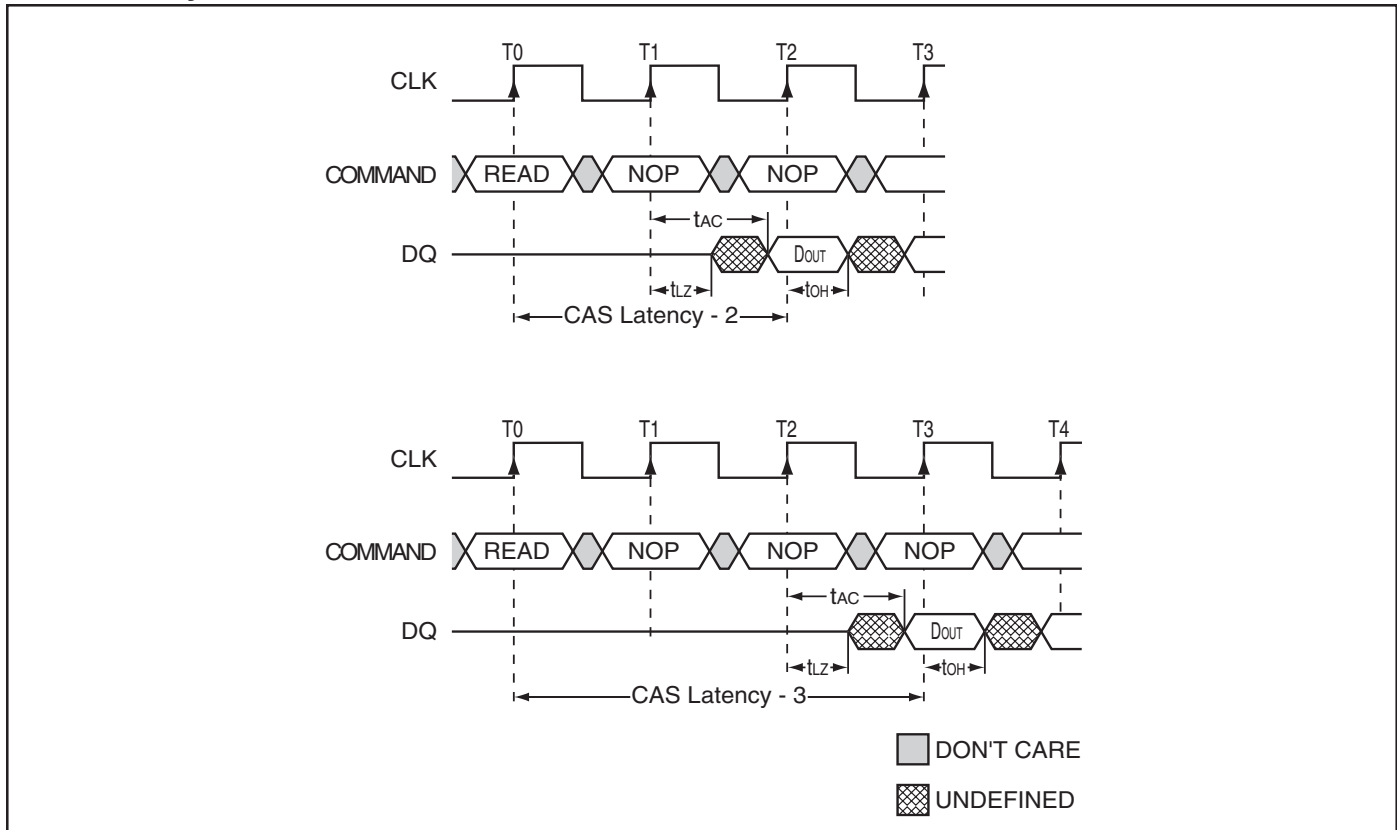 T0 T1 T2 T3
CLK
COMMAND READ NOP NOP
tAC
DQ DOUT
tLZ tOH
CAS Latency - 2
T0 T1 T2 T3 T4
CLK
COMMAND READ NOP NOP NOP
tAC
DQ DOUT
tLZ tOH
CAS Latency - 3
DON'T CARE
UNDEFINED